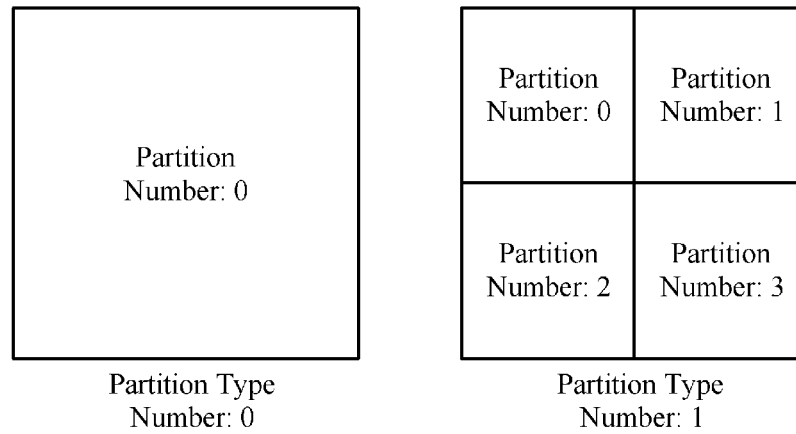 Partition
Number: 0
Partition Type
Number: 0
Partition
Number: 0
Partition
Number: 1
Partition
Number: 2
Partition
Number: 3
Partition Type
Number: 1